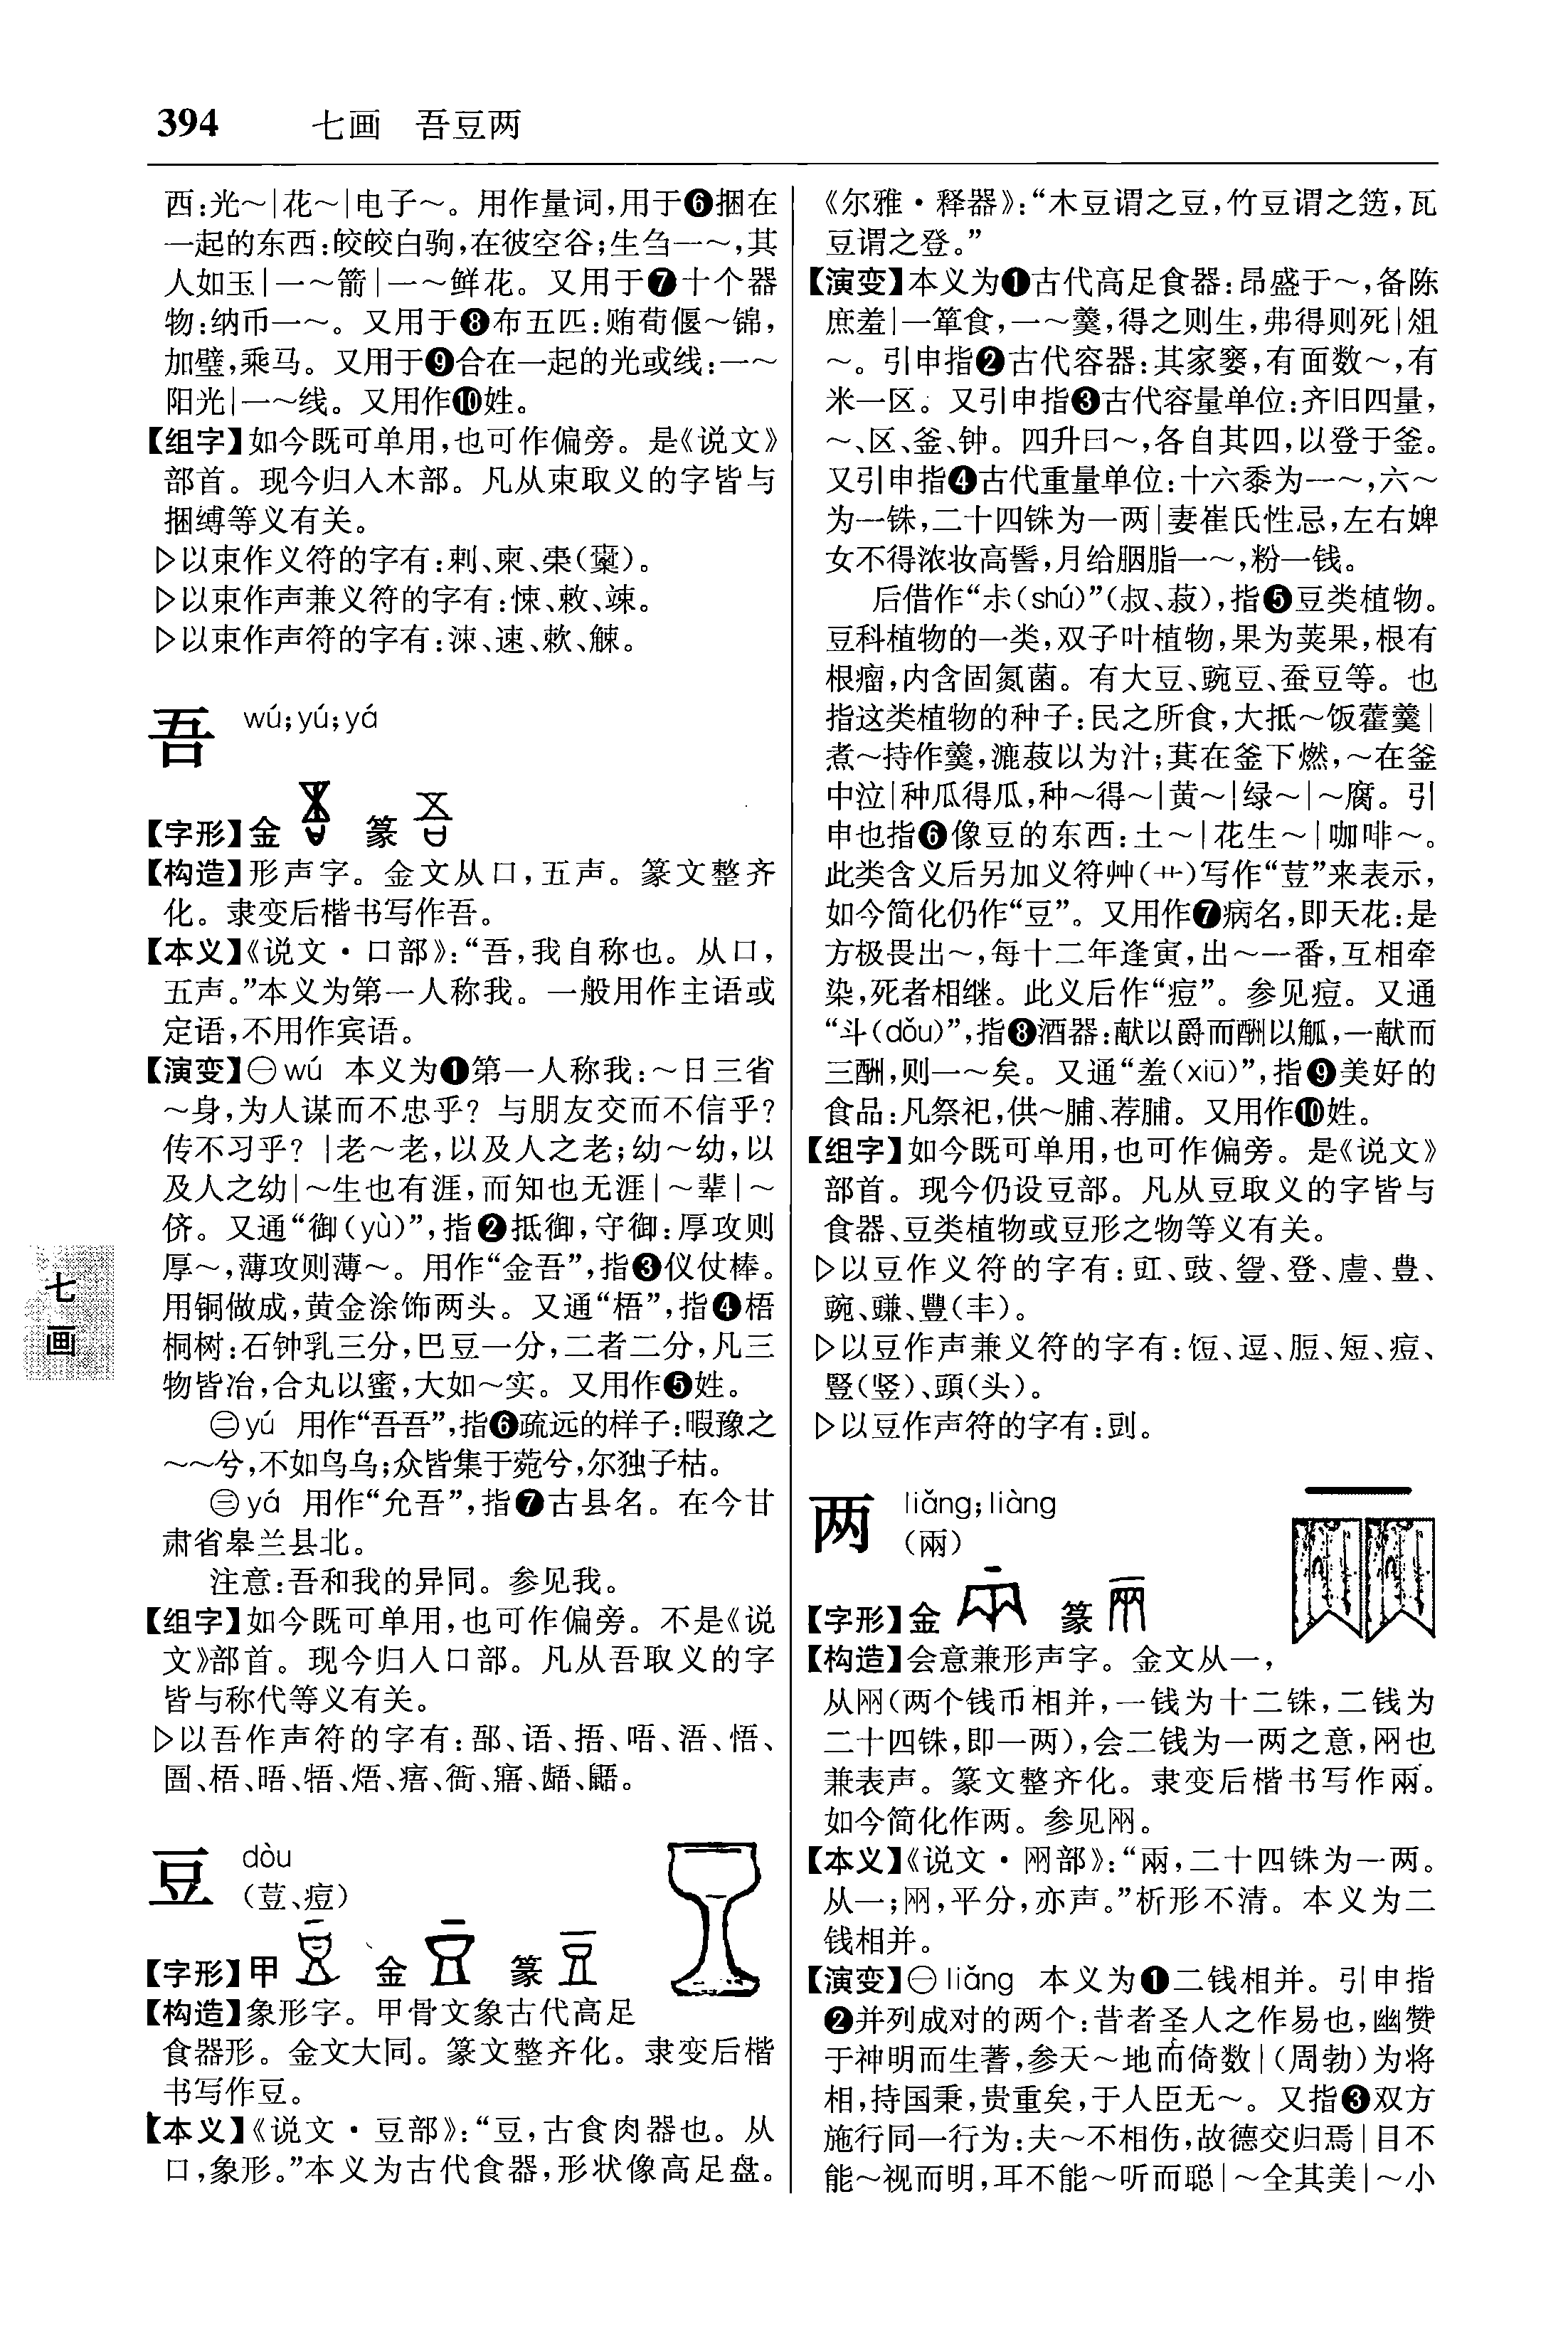 394 七画 吾豆两
西:光～|花～|电子～。用作量词,用于❻捆在
一起的东西:皎皎白驹,在彼空谷;生刍一～,其
人如玉|一～箭|一～鲜花。又用于❼十个器
物:纳币一～。又用于❽布五匹:贿荀偃～锦,
加璧,乘马。又用于❾合在一起的光或线:一～
阳光|一～线。又用作❿姓。
【组字】如今既可单用,也可作偏旁。是《说文》
部首。现今归入木部。凡从束取义的字皆与
捆缚等义有关。
▷以束作义符的字有:剌、柬、橐(櫜)。
▷以束作声兼义符的字有:悚、敕、竦。
▷以束作声符的字有:涑、速、欶、觫。
吾 wú;yú;yá
【字形】金 篆
【构造】形声字。金文从口,五声。篆文整齐
化。隶变后楷书写作吾。
【本义】《说文·口部》:“吾,我自称也。从口,
五声。”本义为第一人称我。一般用作主语或
定语,不用作宾语。
【演变】㊀wú 本义为❶第一人称我:～日三省
～身,为人谋而不忠乎?与朋友交而不信乎?
传不习乎?|老～老,以及人之老;幼～幼,以
及人之幼|～生也有涯,而知也无涯|～辈|～
侪。又通“御(yù)”,指❷抵御,守御:厚攻则
厚～,薄攻则薄～。用作“金吾”,指❸仪仗棒。
用铜做成,黄金涂饰两头。又通“梧”,指❹梧
桐树:石钟乳三分,巴豆一分,二者二分,凡三
物皆冶,合丸以蜜,大如～实。又用作❺姓。
㊁yú 用作“吾吾”,指❻疏远的样子:暇豫之
～～兮,不如鸟乌;众皆集于菀兮,尔独于枯。
㊂yá 用作“允吾”,指❼古县名。在今甘
肃省皋兰县北。
注意:吾和我的异同。参见我。
【组字】如今既可单用,也可作偏旁。不是《说
文》部首。现今归入口部。凡从吾取义的字
皆与称代等义有关。
▷以吾作声符的字有:郚、语、捂、唔、浯、悟、
圄、梧、晤、牾、焐、痦、衙、寤、龉、鼯。
豆 dòu
(荳、痘)
【字形】甲 金 篆
【构造】象形字。甲骨文象古代高足
食器形。金文大同。篆文整齐化。隶变后楷
书写作豆。
【本义】《说文·豆部》:“豆,古食肉器也。从
口,象形。”本义为古代食器,形状像高足盘。
《尔雅·释器》:“木豆谓之豆,竹豆谓之笾,瓦
豆谓之登。”
【演变】本义为❶古代高足食器:昂盛于～,备陈
庶羞|一箪食,一～羹,得之则生,弗得则死|俎
～。引申指❷古代容器:其家窭,有面数～,有
米一区。又引申指❸古代容量单位:齐旧四量,
～、区、釜、钟。四升曰～,各自其四,以登于釜。
又引申指❹古代重量单位:十六黍为一～,六～
为一铢,二十四铢为一两|妻崔氏性忌,左右婢
女不得浓妆高髻,月给胭脂一～,粉一钱。
后借作“尗(shú)”(叔、菽),指❺豆类植物。
豆科植物的一类,双子叶植物,果为荚果,根有
根瘤,内含固氮菌。有大豆、豌豆、蚕豆等。也
指这类植物的种子:民之所食,大抵～饭藿羹|
煮～持作羹,漉菽以为汁;萁在釜下燃,～在釜
中泣|种瓜得瓜,种～得～|黄～|绿～|～腐。引
申也指❻像豆的东西:土～|花生～|咖啡～。
此类含义后另加义符艸(艹)写作“荳”来表示,
如今简化仍作“豆”。又用作❼病名,即天花:是
方极畏出～,每十二年逢寅,出～一番,互相牵
染,死者相继。此义后作“痘”。参见痘。又通
“斗(dǒu)”,指❽酒器:献以爵而酬以觚,一献而
三酬,则一～矣。又通“羞(xiū)”,指❾美好的
食品:凡祭祀,供～脯、荐脯。又用作❿姓。
【组字】如今既可单用,也可作偏旁。是《说文》
部首。现今仍设豆部。凡从豆取义的字皆与
食器、豆类植物或豆形之物等义有关。
▷以豆作义符的字有:豇、豉、登、豊、
豌、豏、豐(丰)。
▷以豆作声兼义符的字有:饾、逗、脰、短、痘、
豎(竖)、頭(头)。
▷以豆作声符的字有:剅。
两 liǎng;liàng
(兩)
【字形】金 篆
【构造】会意兼形声字。金文从一,
从㒳(两个钱币相并,一钱为十二铢,二钱为
二十四铢,即一两),会二钱为一两之意,㒳也
兼表声。篆文整齐化。隶变后楷书写作兩。
如今简化作两。参见㒳。
【本义】《说文·㒳部》:“兩,二十四铢为一两。
从一;㒳,平分,亦声。”析形不清。本义为二
钱相并。
【演变】㊀liǎng 本义为❶二钱相并。引申指
❷并列成对的两个:昔者圣人之作易也,幽赞
于神明而生蓍,参天～地而倚数|(周勃)为将
相,持国秉,贵重矣,于人臣无～。又指❸双方
施行同一行为:夫～不相伤,故德交归焉|目不
能～视而明,耳不能～听而聪|～全其美|～小
七
画